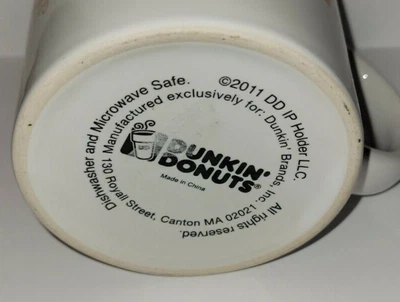 Dishwasher and Microwave Safe. ©2011 DD IP Holder LLC.
Manufactured exclusively for: Dunkin' Brands, Inc.
DUNKIN'
DONUTS®
Made in China
130 Royall Street, Canton MA 02021
All rights reserved.